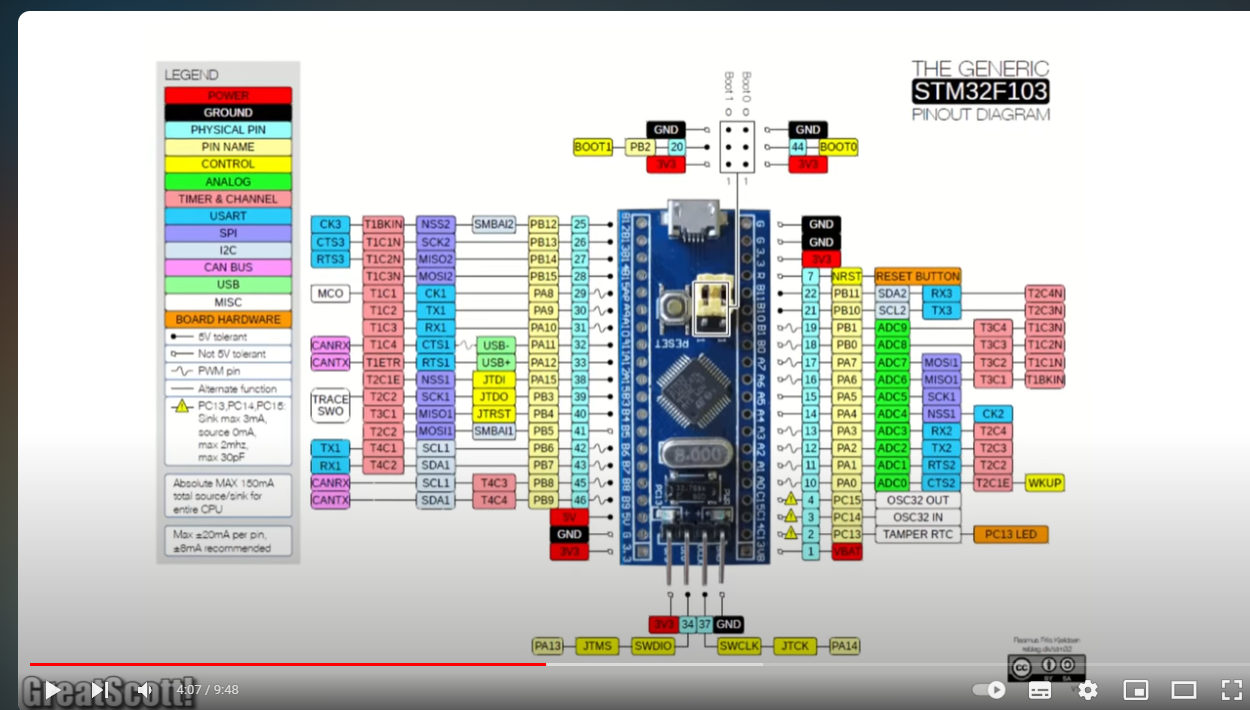 LEGEND
POWER
GROUND
PHYSICAL PIN
PIN NAME
CONTROL
ANALOG
TIMER & CHANNEL
USART
SPI
I2C
CAN BUS
USB
MISC
BOARD HARDWARE
5V tolerant
Not 5V tolerant
PWM pin
Alternate function
PC13,PC14,PC15:
Sink max 3mA,
source 0mA,
max 2mhz,
max 30pF
Absolute MAX 150mA
total source/sink for
entire CPU
Max ±20mA per pin,
±8mA recommended
THE GENERIC
STM32F103
PINOUT DIAGRAM
Boot 1 Boot 0
GND GND
BOOT1 PB2 20 44 BOOT0
3V3 3V3
1 1
CK3 T1BKIN NSS2 SMBAI2 PB12 25
CTS3 T1C1N SCK2 PB13 26
RTS3 T1C2N MISO2 PB14 27
T1C3N MOSI2 PB15 28
MCO T1C1 CK1 PA8 29
T1C2 TX1 PA9 30
T1C3 RX1 PA10 31
CANRX T1C4 CTS1 USB- PA11 32
CANTX T1ETR RTS1 USB+ PA12 33
T2C1E NSS1 JTDI PA15 38
TRACE
SWO
T2C2 SCK1 JTDO PB3 39
T3C1 MISO1 JTRST PB4 40
T2C2 MOSI1 SMBAI1 PB5 41
TX1 T4C1 SCL1 PB6 42
RX1 T4C2 SDA1 PB7 43
CANRX SCL1 T4C3 PB8 45
CANTX SDA1 T4C4 PB9 46
5V
GND
3V3
RESET
8.000
GND
GND
3V3
7 NRST RESET BUTTON
22 PB11 SDA2 RX3 T2C4N
21 PB10 SCL2 TX3 T2C3N
19 PB1 ADC9 T3C4 T1C3N
18 PB0 ADC8 T3C3 T1C2N
17 PA7 ADC7 MOSI1 T3C2 T1C1N
16 PA6 ADC6 MISO1 T3C1 T1BKIN
15 PA5 ADC5 SCK1
14 PA4 ADC4 NSS1 CK2
13 PA3 ADC3 RX2 T2C4
12 PA2 ADC2 TX2 T2C3
11 PA1 ADC1 RTS2 T2C2
10 PA0 ADC0 CTS2 T2C1E WKUP
4 PC15 OSC32 OUT
3 PC14 OSC32 IN
2 PC13 TAMPER RTC PC13 LED
1 VBAT
3V3 34 37 GND
PA13 JTMS SWDIO SWCLK JTCK PA14
CC BY SA
GreatScott!
4:07 / 9:48